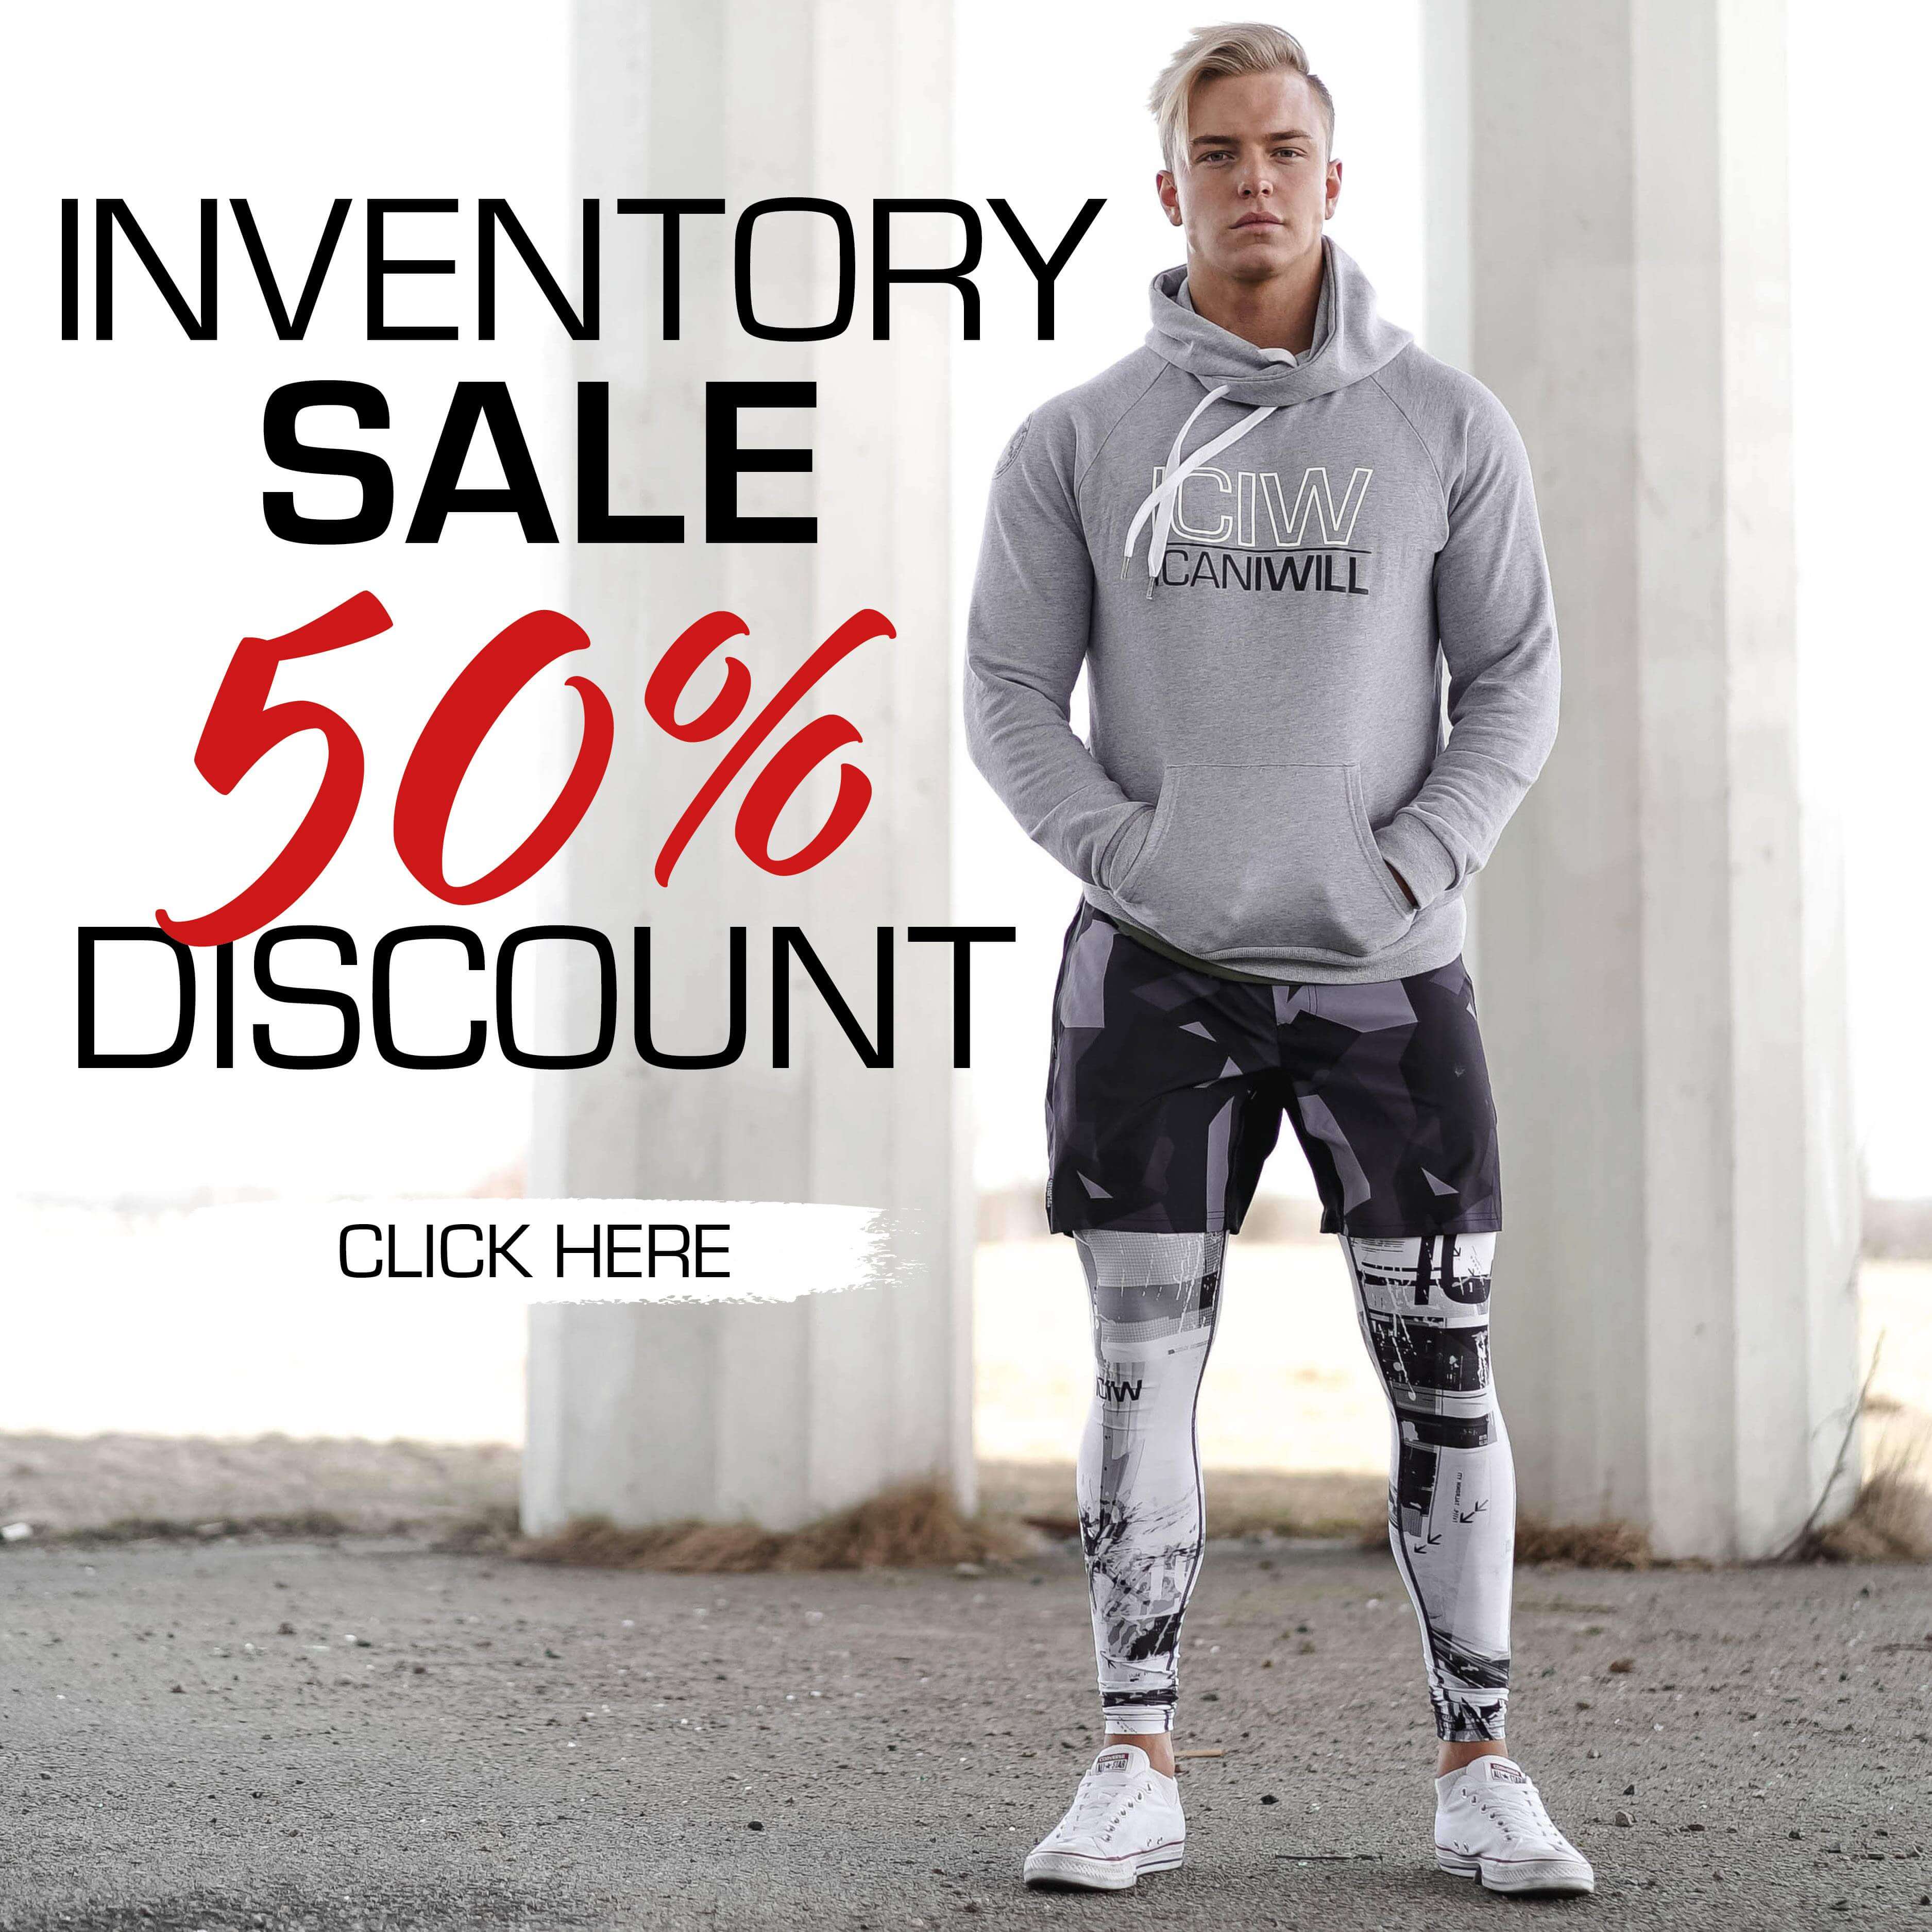 INVENTORY
SALE
50%
DISCOUNT
CLICK HERE
ICIW
ICANIWILL
ICIW